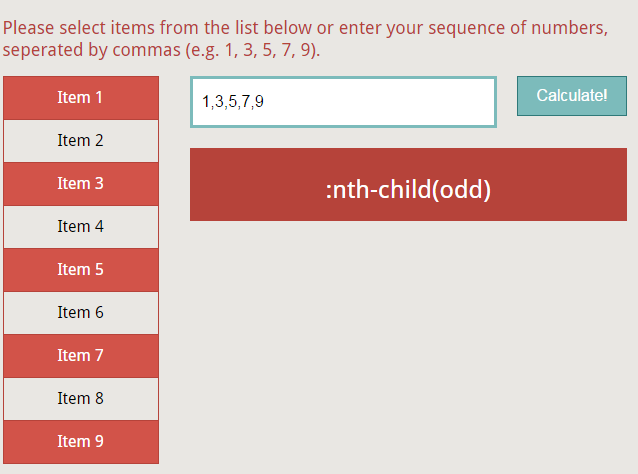 Please select items from the list below or enter your sequence of numbers,
seperated by commas (e.g. 1, 3, 5, 7, 9).
Item 1
Item 2
Item 3
Item 4
Item 5
Item 6
Item 7
Item 8
Item 9
1,3,5,7,9
Calculate!
:nth-child(odd)